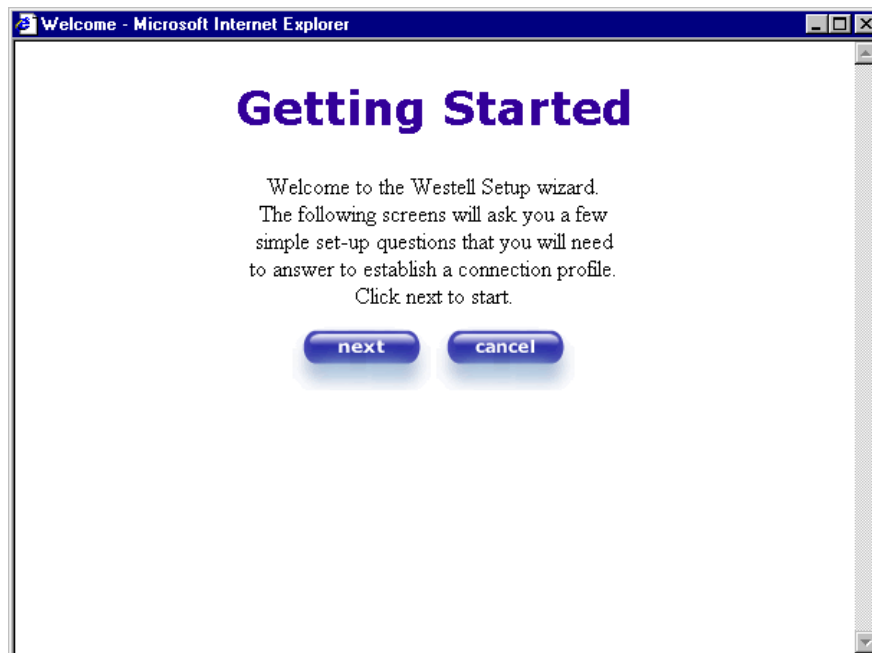 Welcome - Microsoft Internet Explorer
Getting Started
Welcome to the Westell Setup wizard.
The following screens will ask you a few
simple set-up questions that you will need
to answer to establish a connection profile.
Click next to start.
next cancel